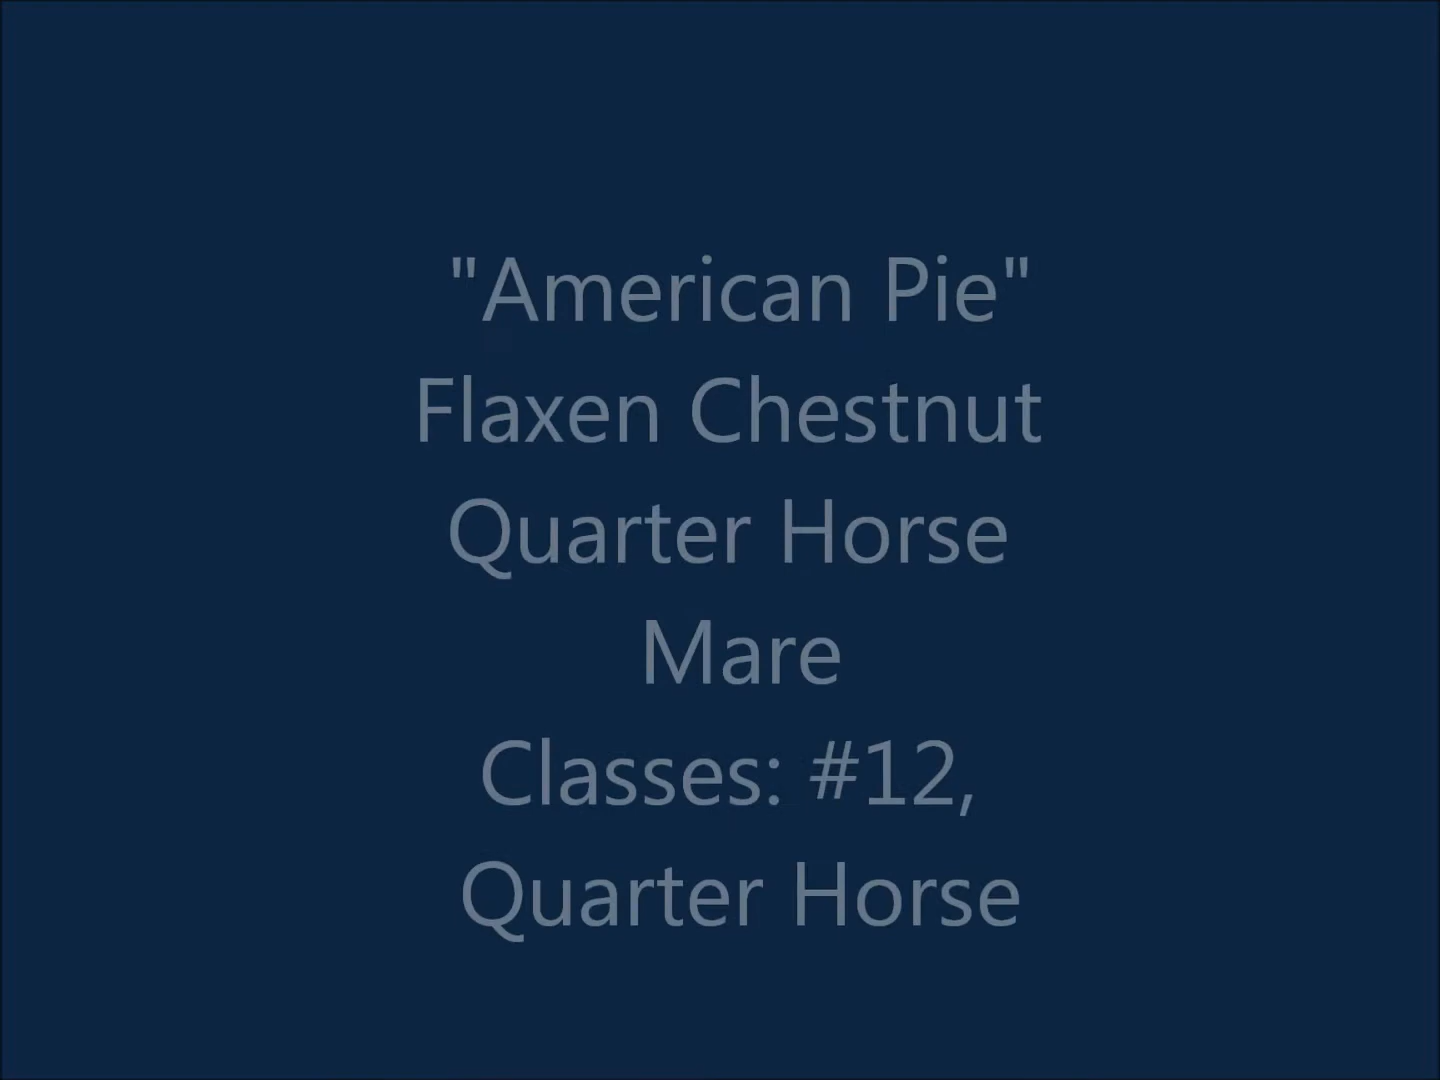 "American Pie"
Flaxen Chestnut
Quarter Horse
Mare
Classes: #12,
Quarter Horse